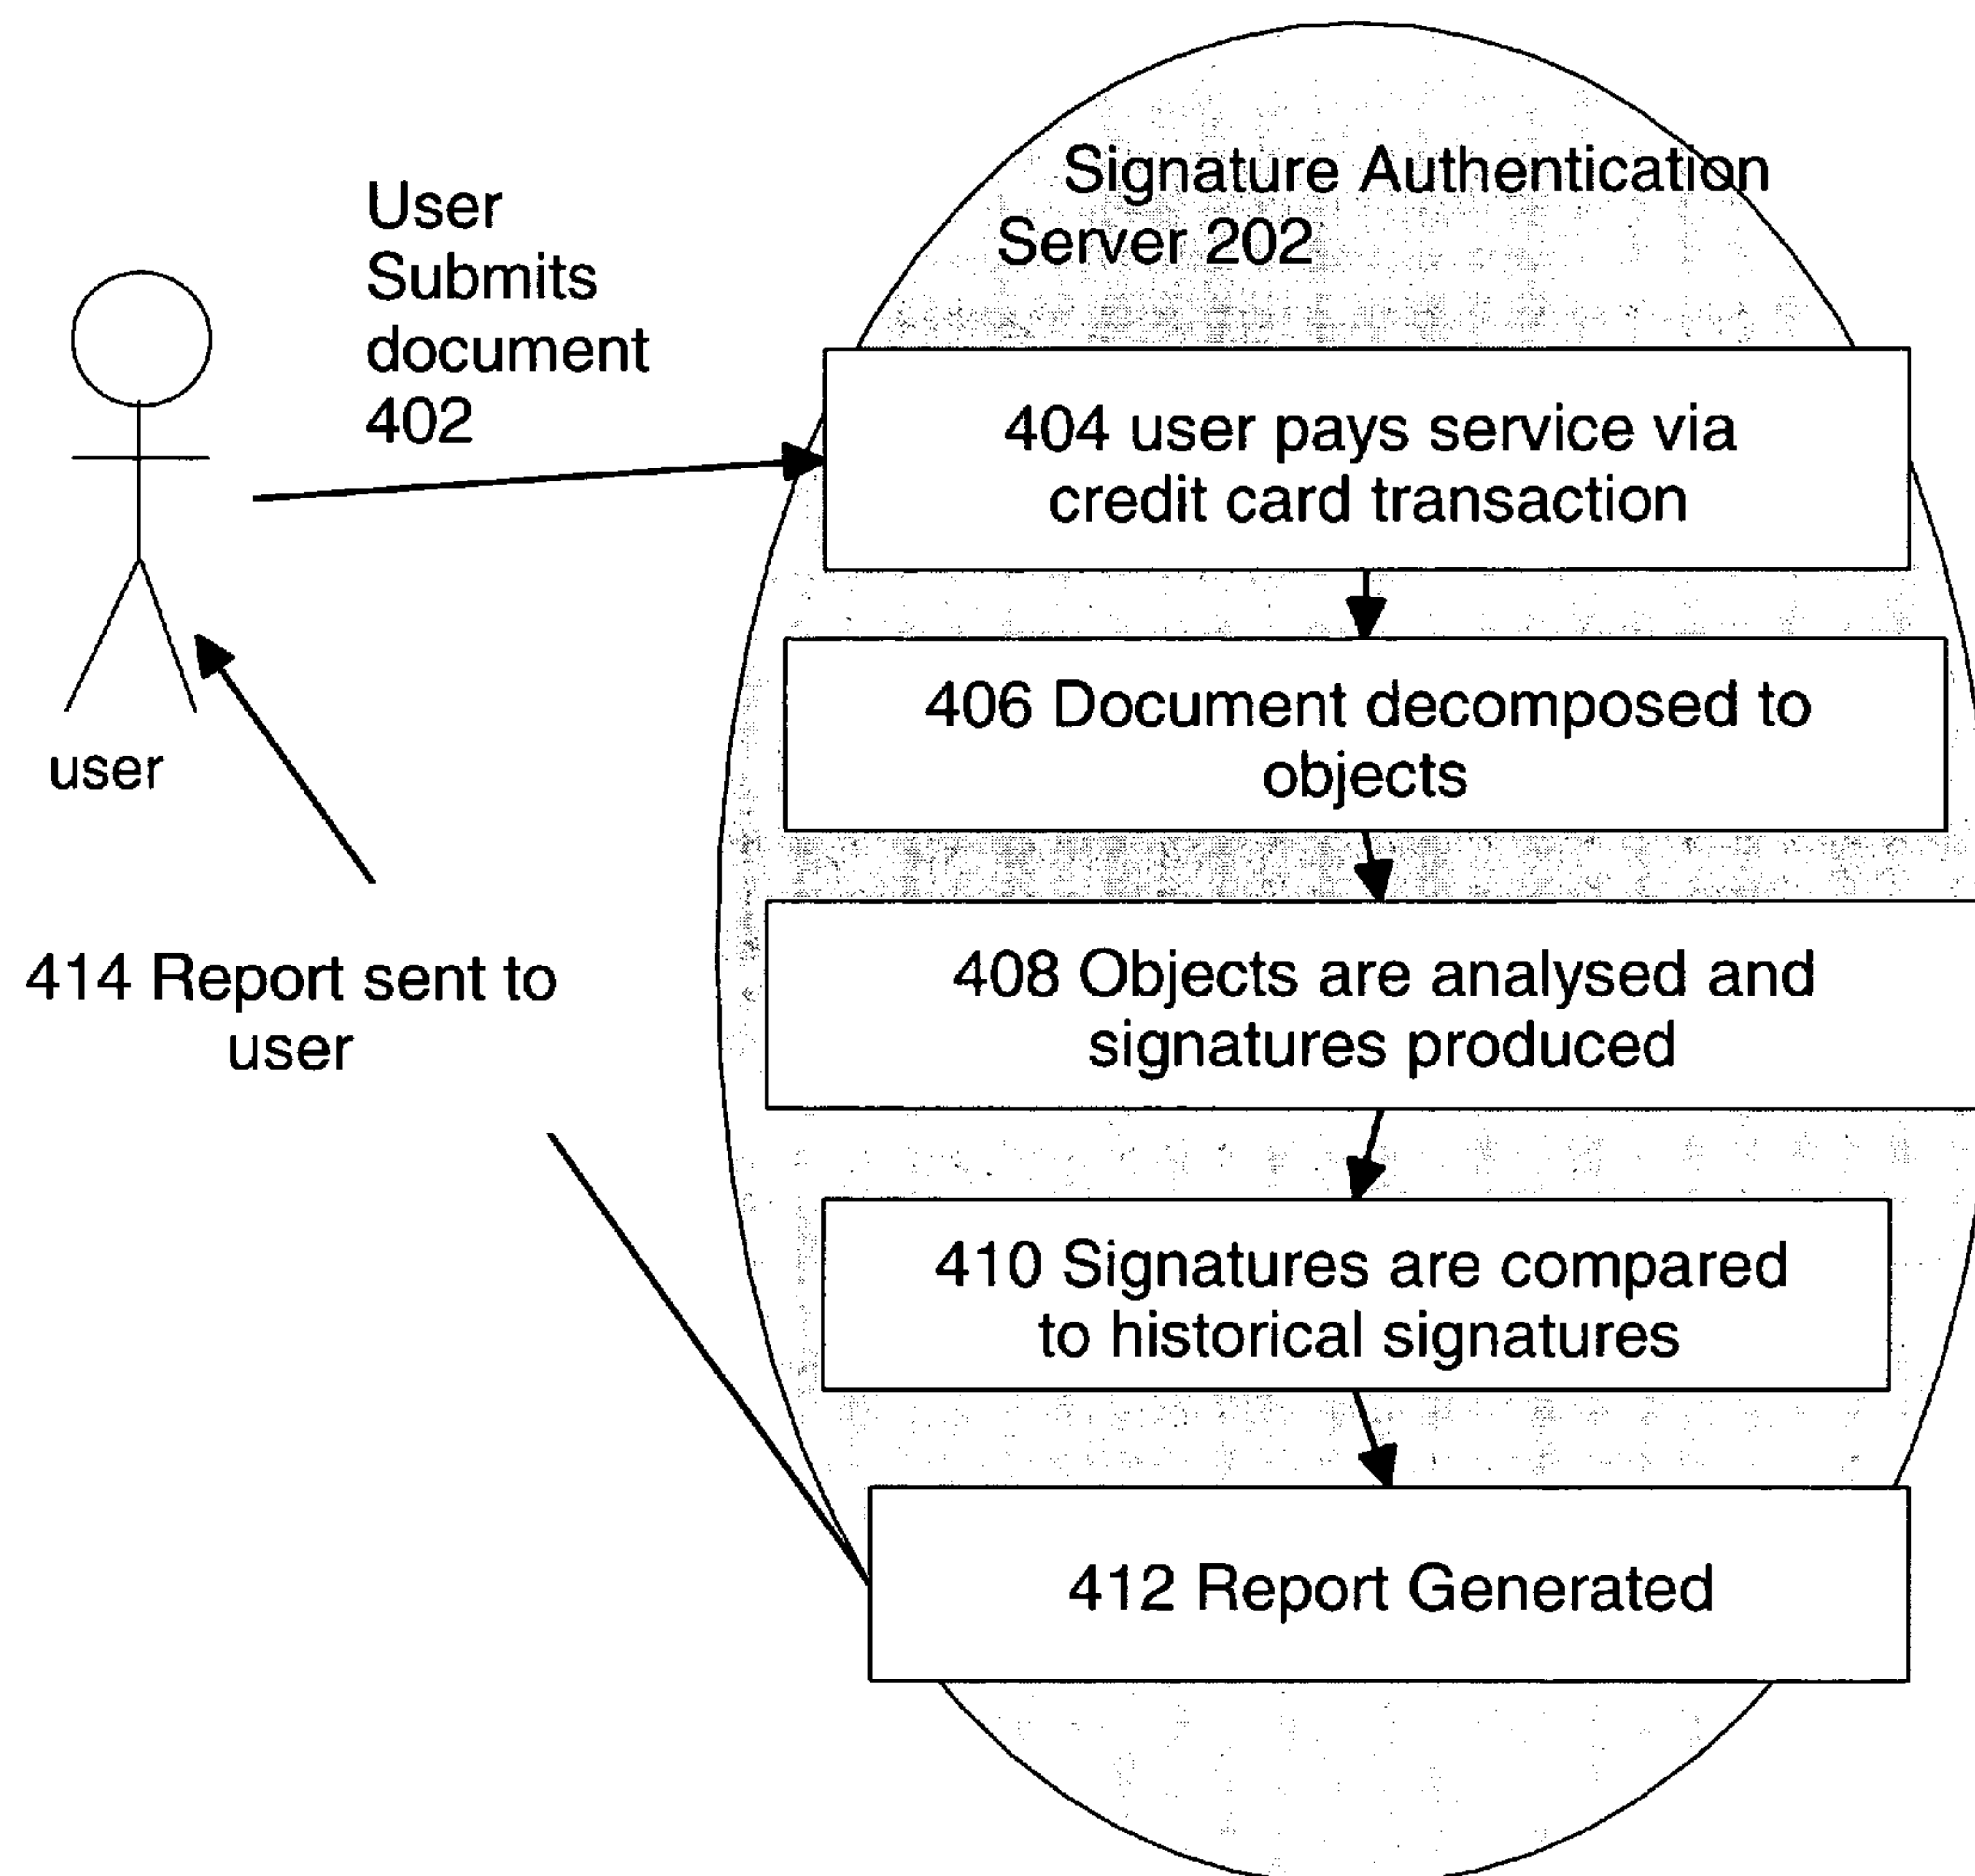 Signature Authentication
Server 202
User
Submits
document
402
404 user pays service via
credit card transaction
406 Document decomposed to
objects
user
408 Objects are analysed and
signatures produced
414 Report sent to
user
410 Signatures are compared
to historical signatures
412 Report Generated